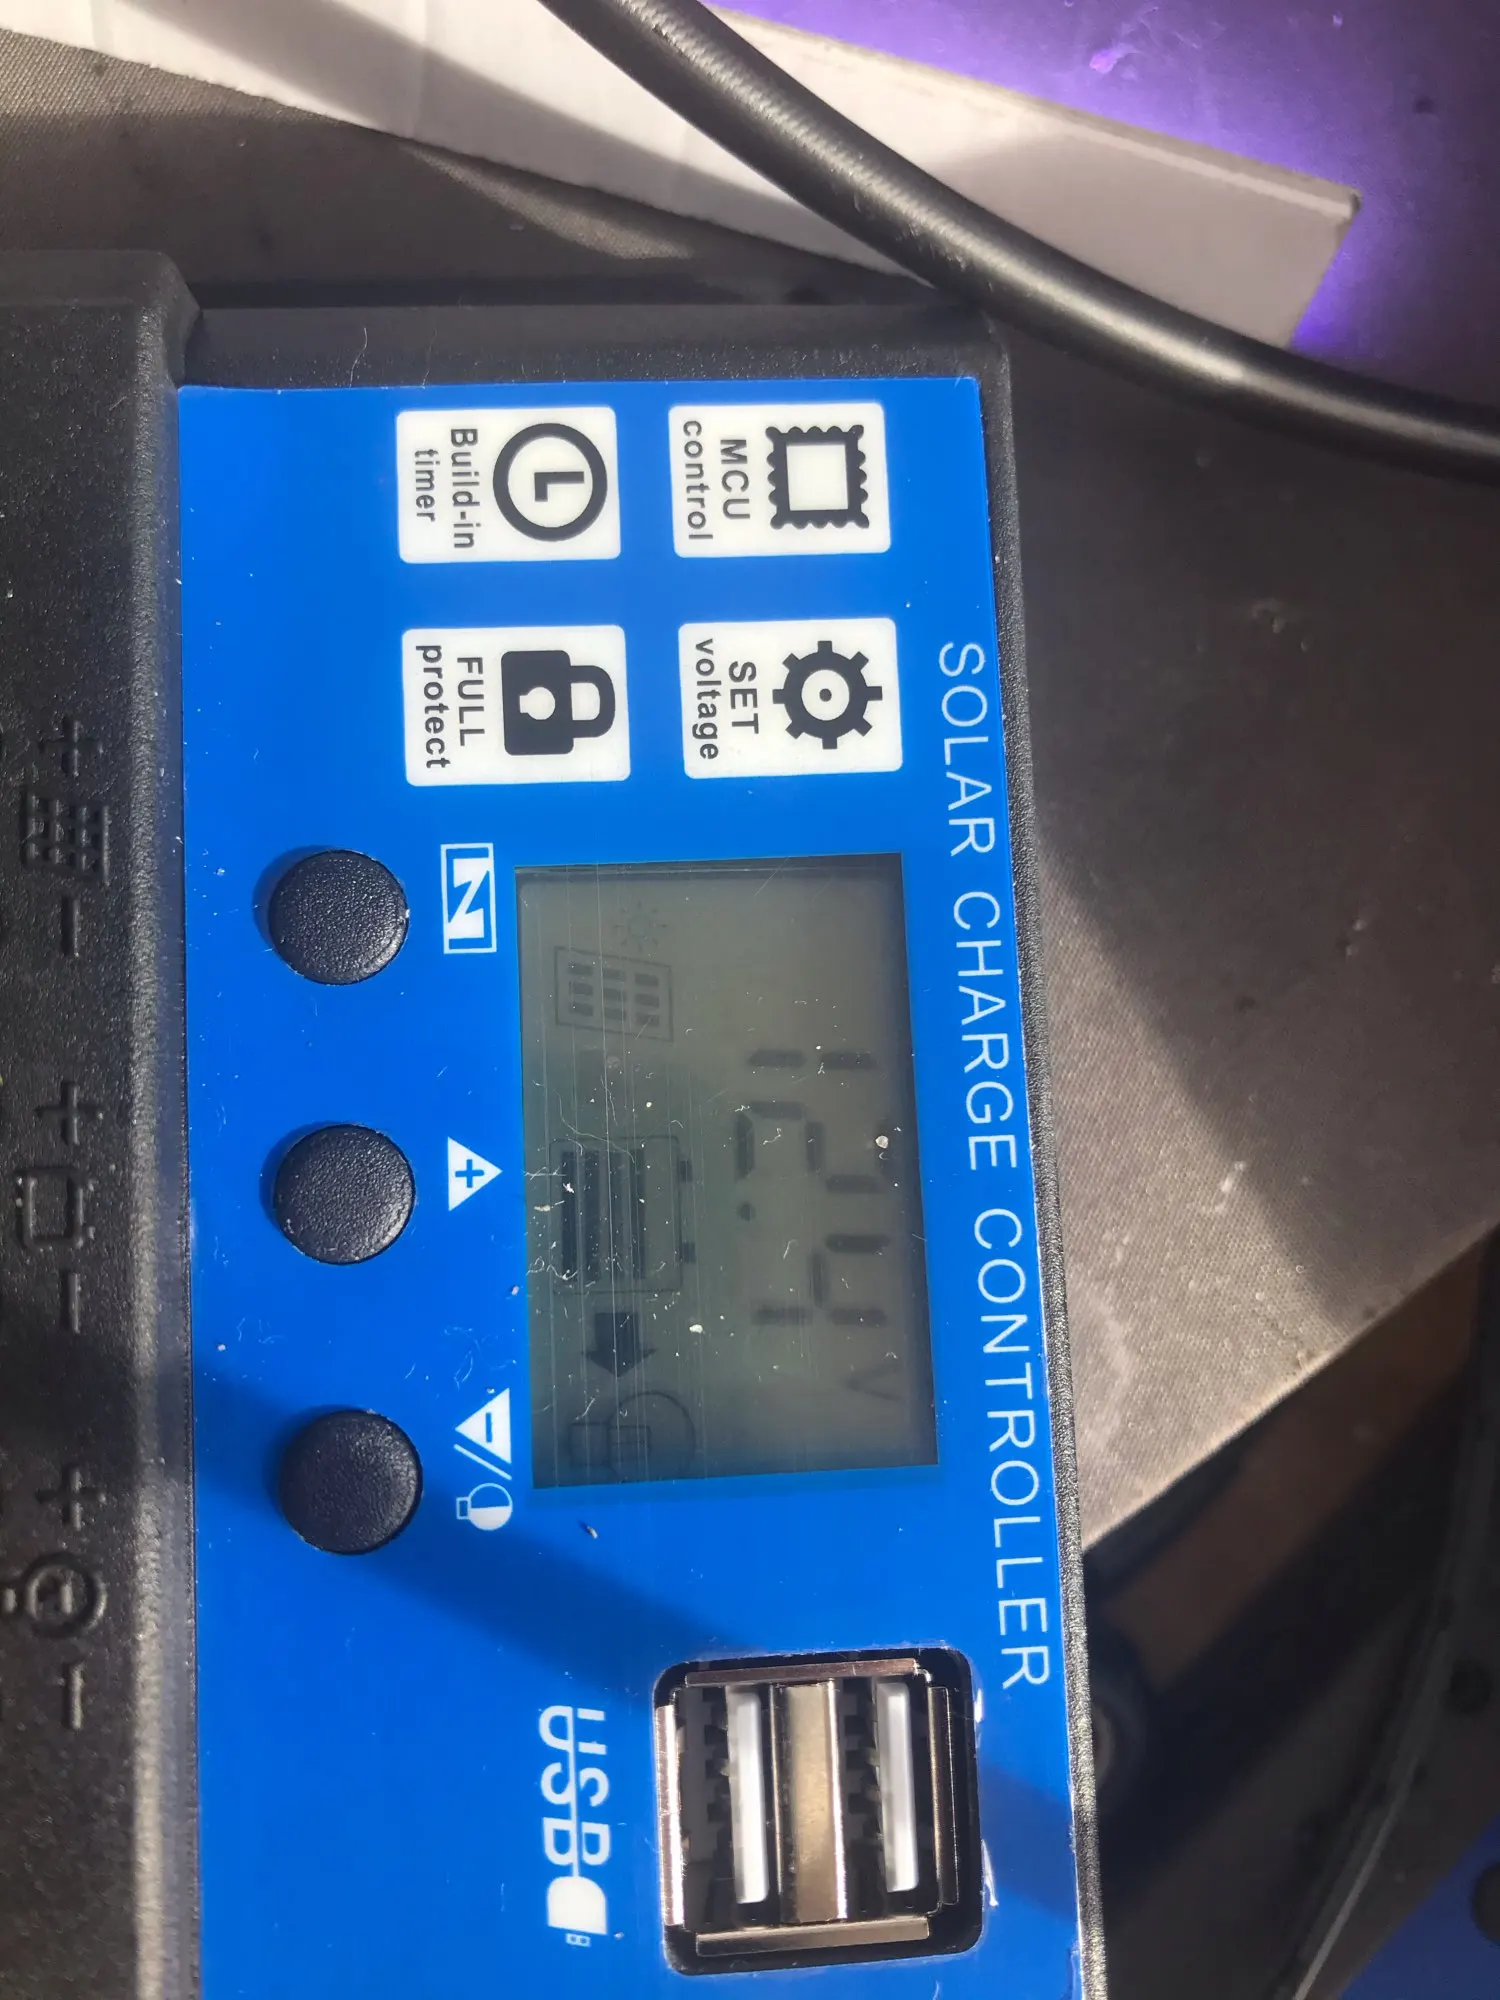 SOLAR CHARGE CONTROLLER
MCU
control
SET
voltage
Build-in
timer
FULL
protect
12.4V
USB